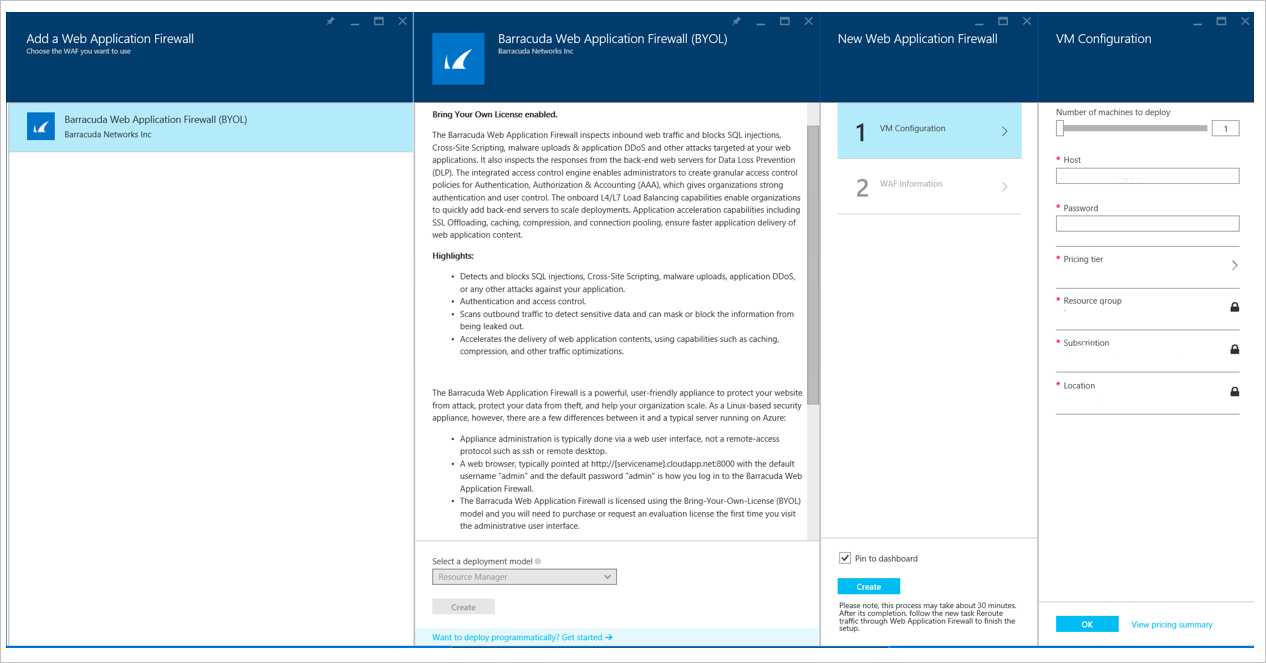 Add a Web Application Firewall
Choose the WAF you want to use
Barracuda Web Application Firewall (BYOL)
Barracuda Networks Inc
Barracuda Web Application Firewall (BYOL)
Barracuda Networks Inc
Bring Your Own License enabled.
The Barracuda Web Application Firewall inspects inbound web traffic and blocks SQL injections,
Cross-Site Scripting, malware uploads & application DDoS and other attacks targeted at your web
applications. It also inspects the responses from the back-end web servers for Data Loss Prevention
(DLP). The integrated access control engine enables administrators to create granular access control
policies for Authentication, Authorization & Accounting (AAA), which gives organizations strong
authentication and user control. The onboard L4/L7 Load Balancing capabilities enable organizations
to quickly add back-end servers to scale deployments. Application acceleration capabilities including
SSL Offloading, caching, compression, and connection pooling, ensure faster application delivery of
web application content.
Highlights:
• Detects and blocks SQL injections, Cross-Site Scripting, malware uploads, application DDoS,
or any other attacks against your application.
• Authentication and access control.
• Scans outbound traffic to detect sensitive data and can mask or block the information from
being leaked out.
• Accelerates the delivery of web application contents, using capabilities such as caching,
compression, and other traffic optimizations.
The Barracuda Web Application Firewall is a powerful, user-friendly appliance to protect your website
from attack, protect your data from theft, and help your organization scale. As a Linux-based security
appliance, however, there are a few differences between it and a typical server running on Azure:
• Appliance administration is typically done via a web user interface, not a remote-access
protocol such as ssh or remote desktop.
• A web browser, typically pointed at http://[servicename].cloudapp.net:8000 with the default
username "admin" and the default password "admin" is how you log in to the Barracuda Web
Application Firewall.
• The Barracuda Web Application Firewall is licensed using the Bring-Your-Own-License (BYOL)
model and you will need to purchase or request an evaluation license the first time you visit
the administrative user interface.
Select a deployment model
Resource Manager
Create
Want to deploy programmatically? Get started →
New Web Application Firewall
1 VM Configuration
2 WAF Information
Pin to dashboard
Create
Please note, this process may take about 30 minutes.
After its completion, follow the new task Reroute
traffic through Web Application Firewall to finish the
setup.
VM Configuration
Number of machines to deploy
1
* Host
* Password
* Pricing tier
* Resource group
* Subscription
* Location
OK
View pricing summary